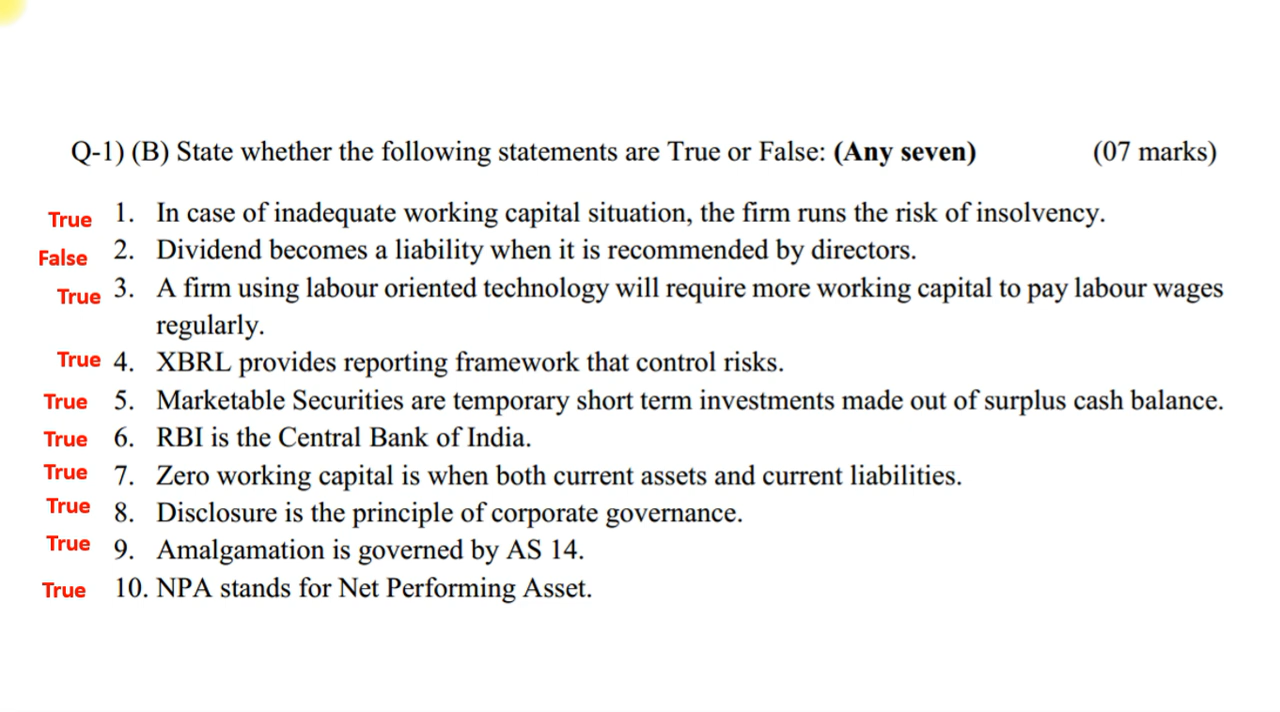 Q-1) (B) State whether the following statements are True or False: (Any seven) (07 marks)
True 1. In case of inadequate working capital situation, the firm runs the risk of insolvency.
False 2. Dividend becomes a liability when it is recommended by directors.
True 3. A firm using labour oriented technology will require more working capital to pay labour wages
regularly.
True 4. XBRL provides reporting framework that control risks.
True 5. Marketable Securities are temporary short term investments made out of surplus cash balance.
True 6. RBI is the Central Bank of India.
True 7. Zero working capital is when both current assets and current liabilities.
True 8. Disclosure is the principle of corporate governance.
True 9. Amalgamation is governed by AS 14.
True 10. NPA stands for Net Performing Asset.